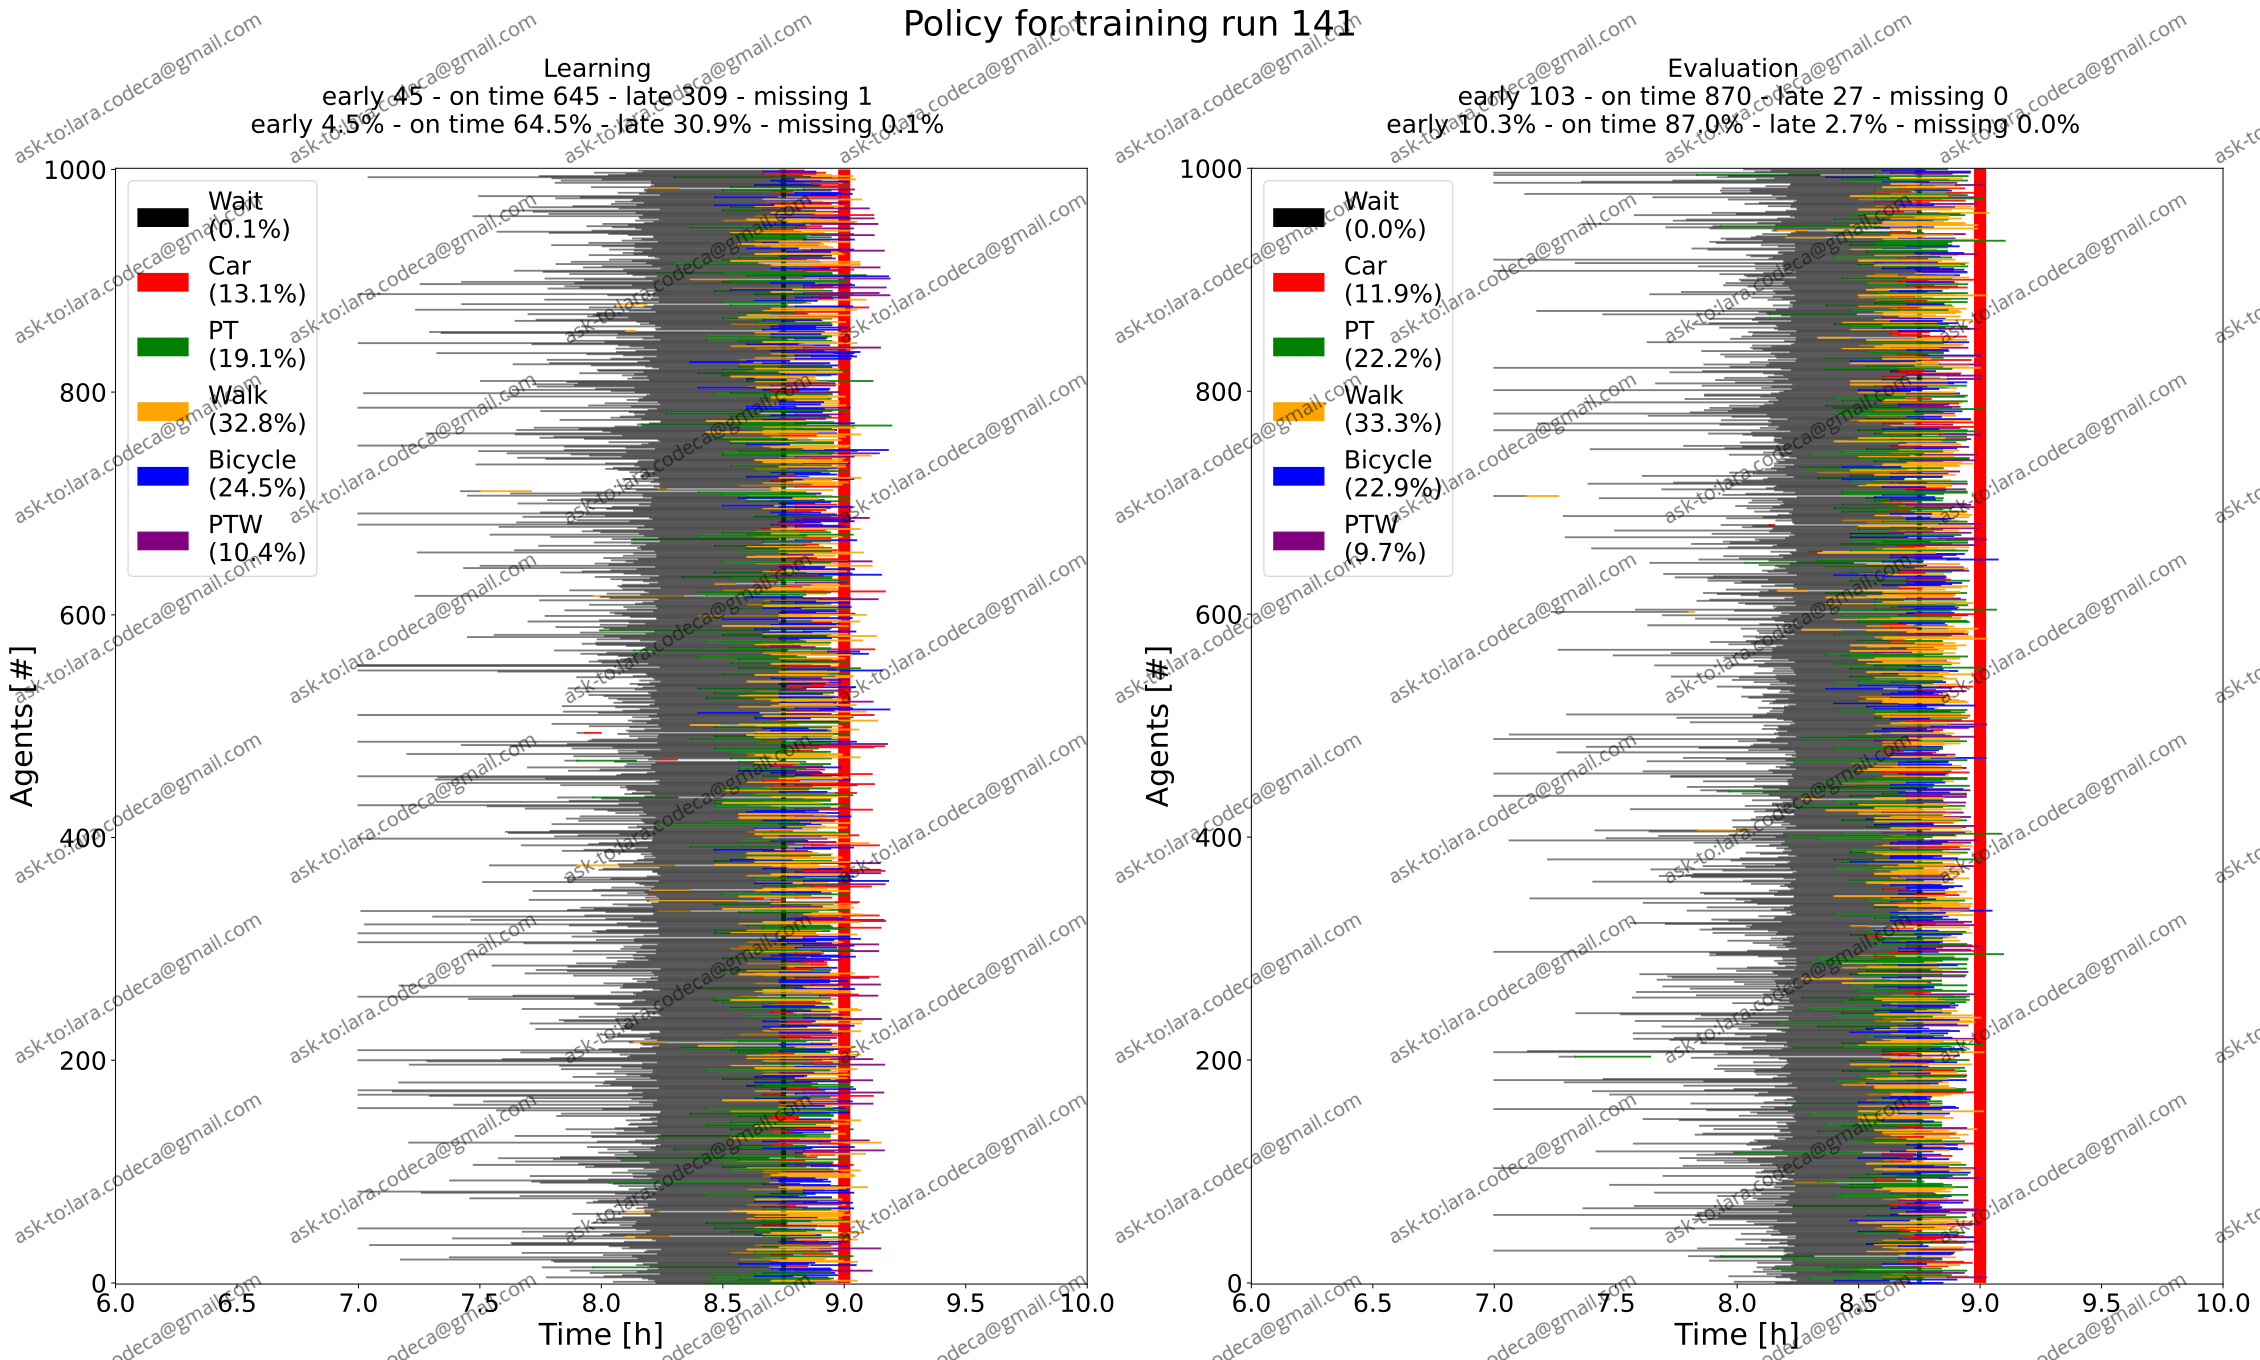 Policy for training run 141
Learning
early 45 - on time 645 - late 309 - missing 1
early 4.5% - on time 64.5% - late 30.9% - missing 0.1%
1000
800
600
400
200
0
Agents [#]
Wait
(0.1%)
Car
(13.1%)
PT
(19.1%)
Walk
(32.8%)
Bicycle
(24.5%)
PTW
(10.4%)
6.0 6.5 7.0 7.5 8.0 8.5 9.0 9.5 10.0
Time [h]
Evaluation
early 103 - on time 870 - late 27 - missing 0
early 10.3% - on time 87.0% - late 2.7% - missing 0.0%
1000
800
600
400
200
0
Agents [#]
Wait
(0.0%)
Car
(11.9%)
PT
(22.2%)
Walk
(33.3%)
Bicycle
(22.9%)
PTW
(9.7%)
6.0 6.5 7.0 7.5 8.0 8.5 9.0 9.5 10.0
Time [h]
ask-to:lara.codeca@gmail.com